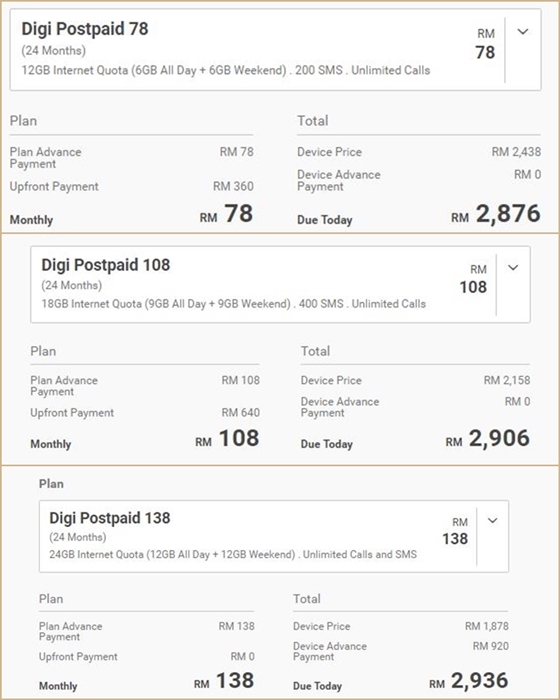 Digi Postpaid 78
(24 Months)
12GB Internet Quota (6GB All Day + 6GB Weekend) . 200 SMS . Unlimited Calls
RM
78
Plan
Plan Advance
Payment
RM 78
Upfront Payment
RM 360
Monthly
RM 78
Total
Device Price
RM 2,438
Device Advance
Payment
RM 0
Due Today
RM 2,876
Digi Postpaid 108
(24 Months)
18GB Internet Quota (9GB All Day + 9GB Weekend) . 400 SMS . Unlimited Calls
RM
108
Plan
Plan Advance
Payment
RM 108
Upfront Payment
RM 640
Monthly
RM 108
Total
Device Price
RM 2,158
Device Advance
Payment
RM 0
Due Today
RM 2,906
Plan
Digi Postpaid 138
(24 Months)
24GB Internet Quota (12GB All Day + 12GB Weekend) . Unlimited Calls and SMS
RM
138
Plan
Plan Advance
Payment
RM 138
Upfront Payment
RM 0
Monthly
RM 138
Total
Device Price
RM 1,878
Device Advance
Payment
RM 920
Due Today
RM 2,936